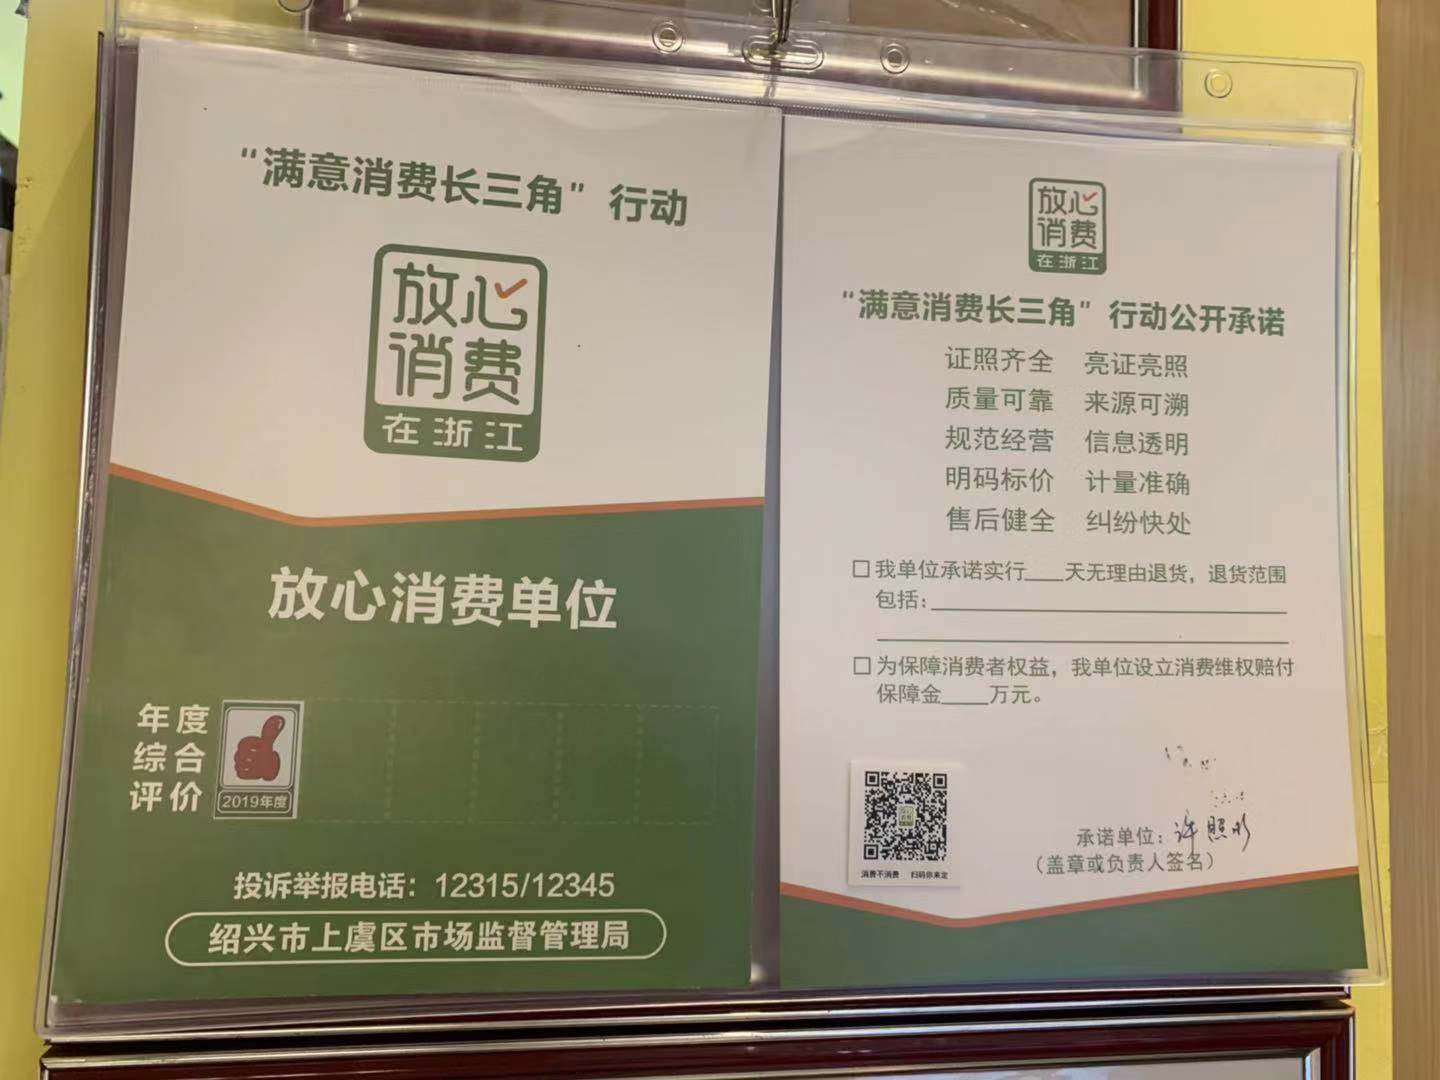 “满意消费长三角”行动
放心
消费
在浙江
放心消费单位
年度
综合
评价
2019年度
投诉举报电话：12315/12345
绍兴市上虞区市场监督管理局
放心
消费
在浙江
“满意消费长三角”行动公开承诺
证照齐全 亮证亮照
质量可靠 来源可溯
规范经营 信息透明
明码标价 计量准确
售后健全 纠纷快处
□我单位承诺实行____天无理由退货，退货范围
包括：
□为保障消费者权益，我单位设立消费维权赔付
保障金____万元。
消费不消费 扫码你来定
承诺单位：许照
（盖章或负责人签名）